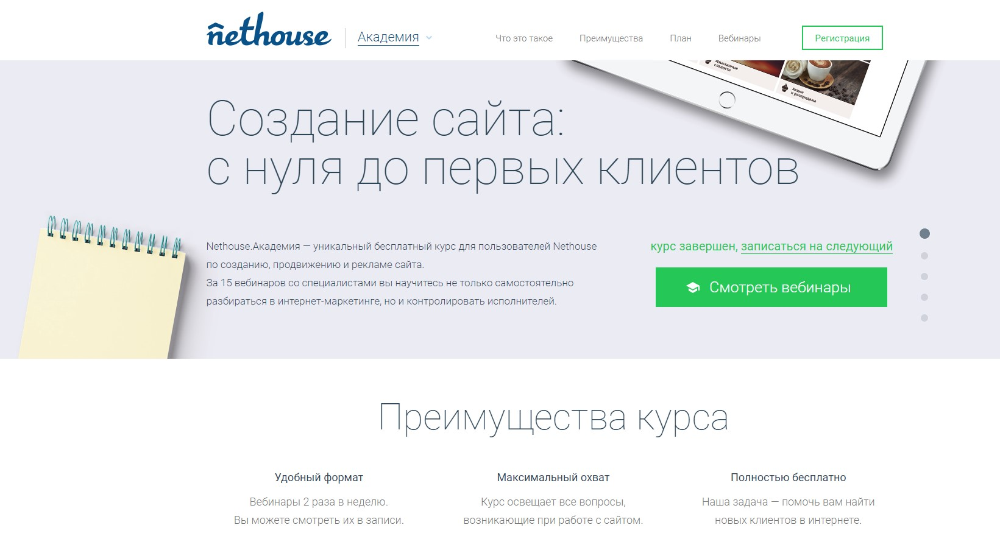 nethouse
Академия
Что это такое
Преимущества
План
Вебинары
Регистрация
Изысканные
сладости
Акции
и распродажа
Создание сайта:
с нуля до первых клиентов
Nethouse.Академия — уникальный бесплатный курс для пользователей Nethouse
по созданию, продвижению и рекламе сайта.
За 15 вебинаров со специалистами вы научитесь не только самостоятельно
разбираться в интернет-маркетинге, но и контролировать исполнителей.
курс завершен, записаться на следующий
Смотреть вебинары
Преимущества курса
Удобный формат
Вебинары 2 раза в неделю.
Вы можете смотреть их в записи.
Максимальный охват
Курс освещает все вопросы,
возникающие при работе с сайтом.
Полностью бесплатно
Наша задача — помочь вам найти
новых клиентов в интернете.